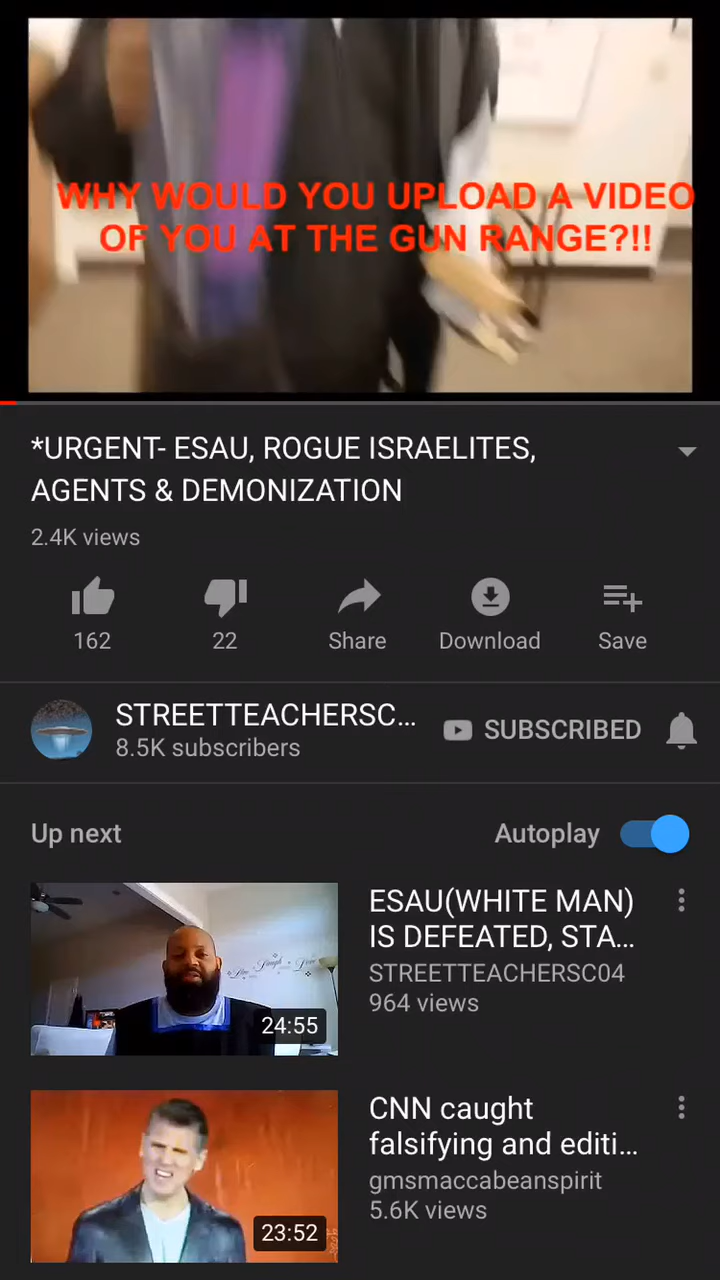 WHY WOULD YOU UPLOAD A VIDEO
OF YOU AT THE GUN RANGE?!!
*URGENT- ESAU, ROGUE ISRAELITES,
AGENTS & DEMONIZATION
2.4K views
162
22
Share
Download
Save
STREETTEACHERSC...
8.5K subscribers
SUBSCRIBED
Up next
Autoplay
24:55
ESAU(WHITE MAN)
IS DEFEATED, STA...
STREETTEACHERSC04
964 views
23:52
CNN caught
falsifying and editi...
gmsmaccabeanspirit
5.6K views